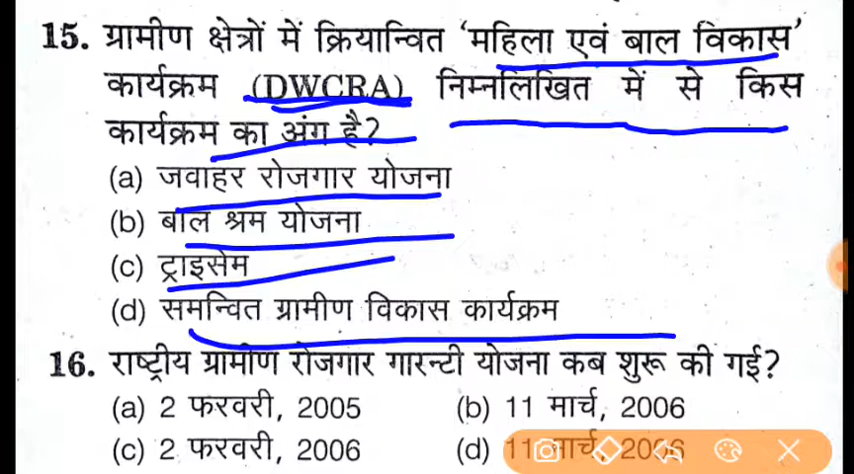 15. ग्रामीण क्षेत्रों में क्रियान्वित ‘महिला एवं बाल विकास’
कार्यक्रम (DWCRA) निम्नलिखित में से किस
कार्यक्रम का अंग है?
(a) जवाहर रोजगार योजना
(b) बाल श्रम योजना
(c) ट्राइसेम
(d) समन्वित ग्रामीण विकास कार्यक्रम
16. राष्ट्रीय ग्रामीण रोजगार गारन्टी योजना कब शुरू की गई?
(a) 2 फरवरी, 2005 (b) 11 मार्च, 2006
(c) 2 फरवरी, 2006 (d) 11 मार्च, 2006